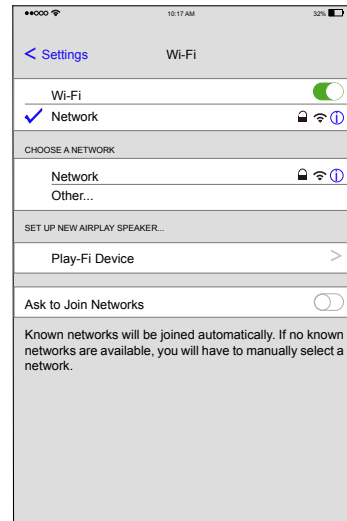 10:17 AM 32%
< Settings Wi-Fi
Wi-Fi
Network
CHOOSE A NETWORK
Network
Other...
SET UP NEW AIRPLAY SPEAKER...
Play-Fi Device >
Ask to Join Networks
Known networks will be joined automatically. If no known
networks are available, you will have to manually select a
network.